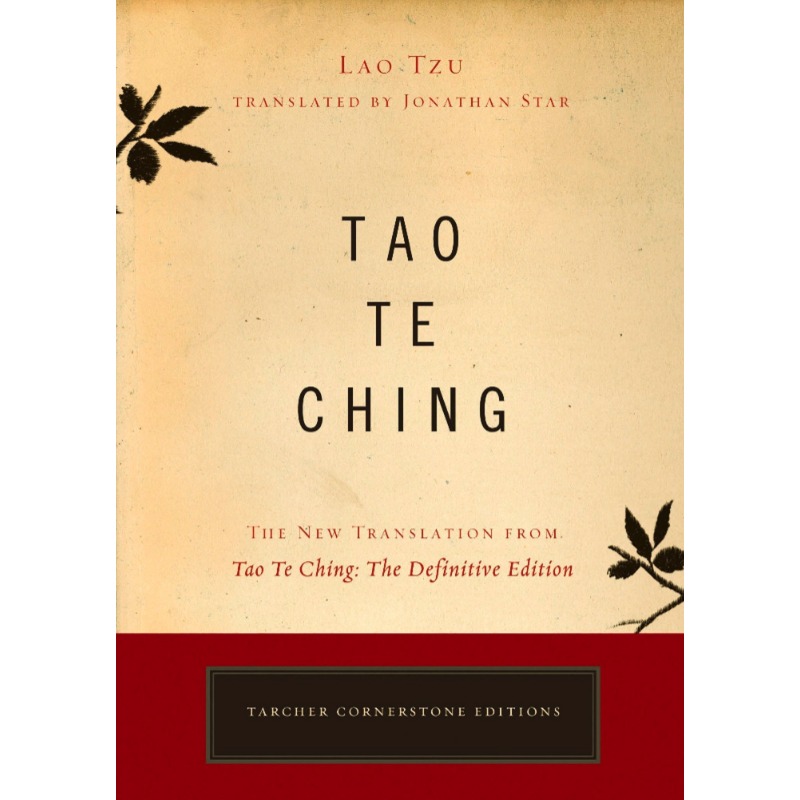 Lao Tzu
translated by Jonathan Star
TAO
TE
CHING
The New Translation from
Tao Te Ching: The Definitive Edition
TARCHER CORNERSTONE EDITIONS